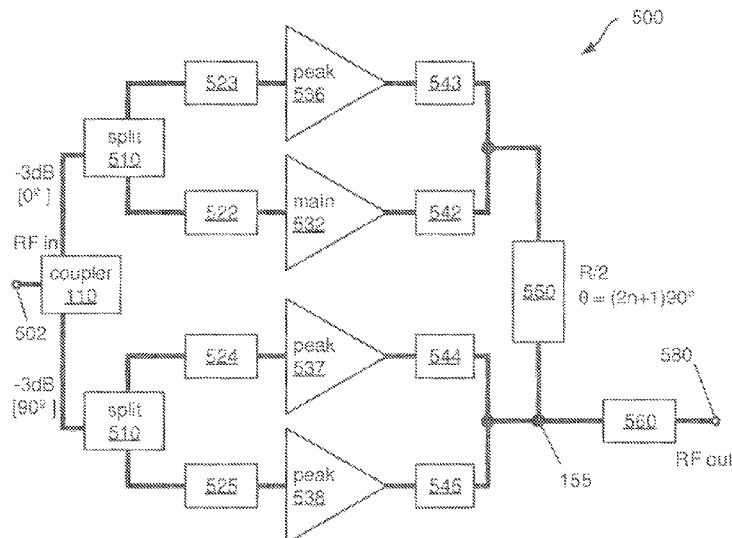 500
523
peak
536
543
split
510
-3dB
[0° ]
522
main
532
542
RF in
coupler
110
502
550
R/2
θ = (2n+1)90°
524
peak
537
544
580
-3dB
[90° ]
split
510
560
525
peak
538
545
155
RF out